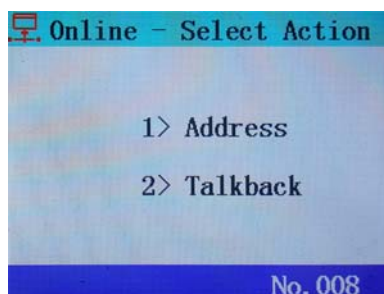 Online - Select Action
1> Address
2> Talkback
No.008